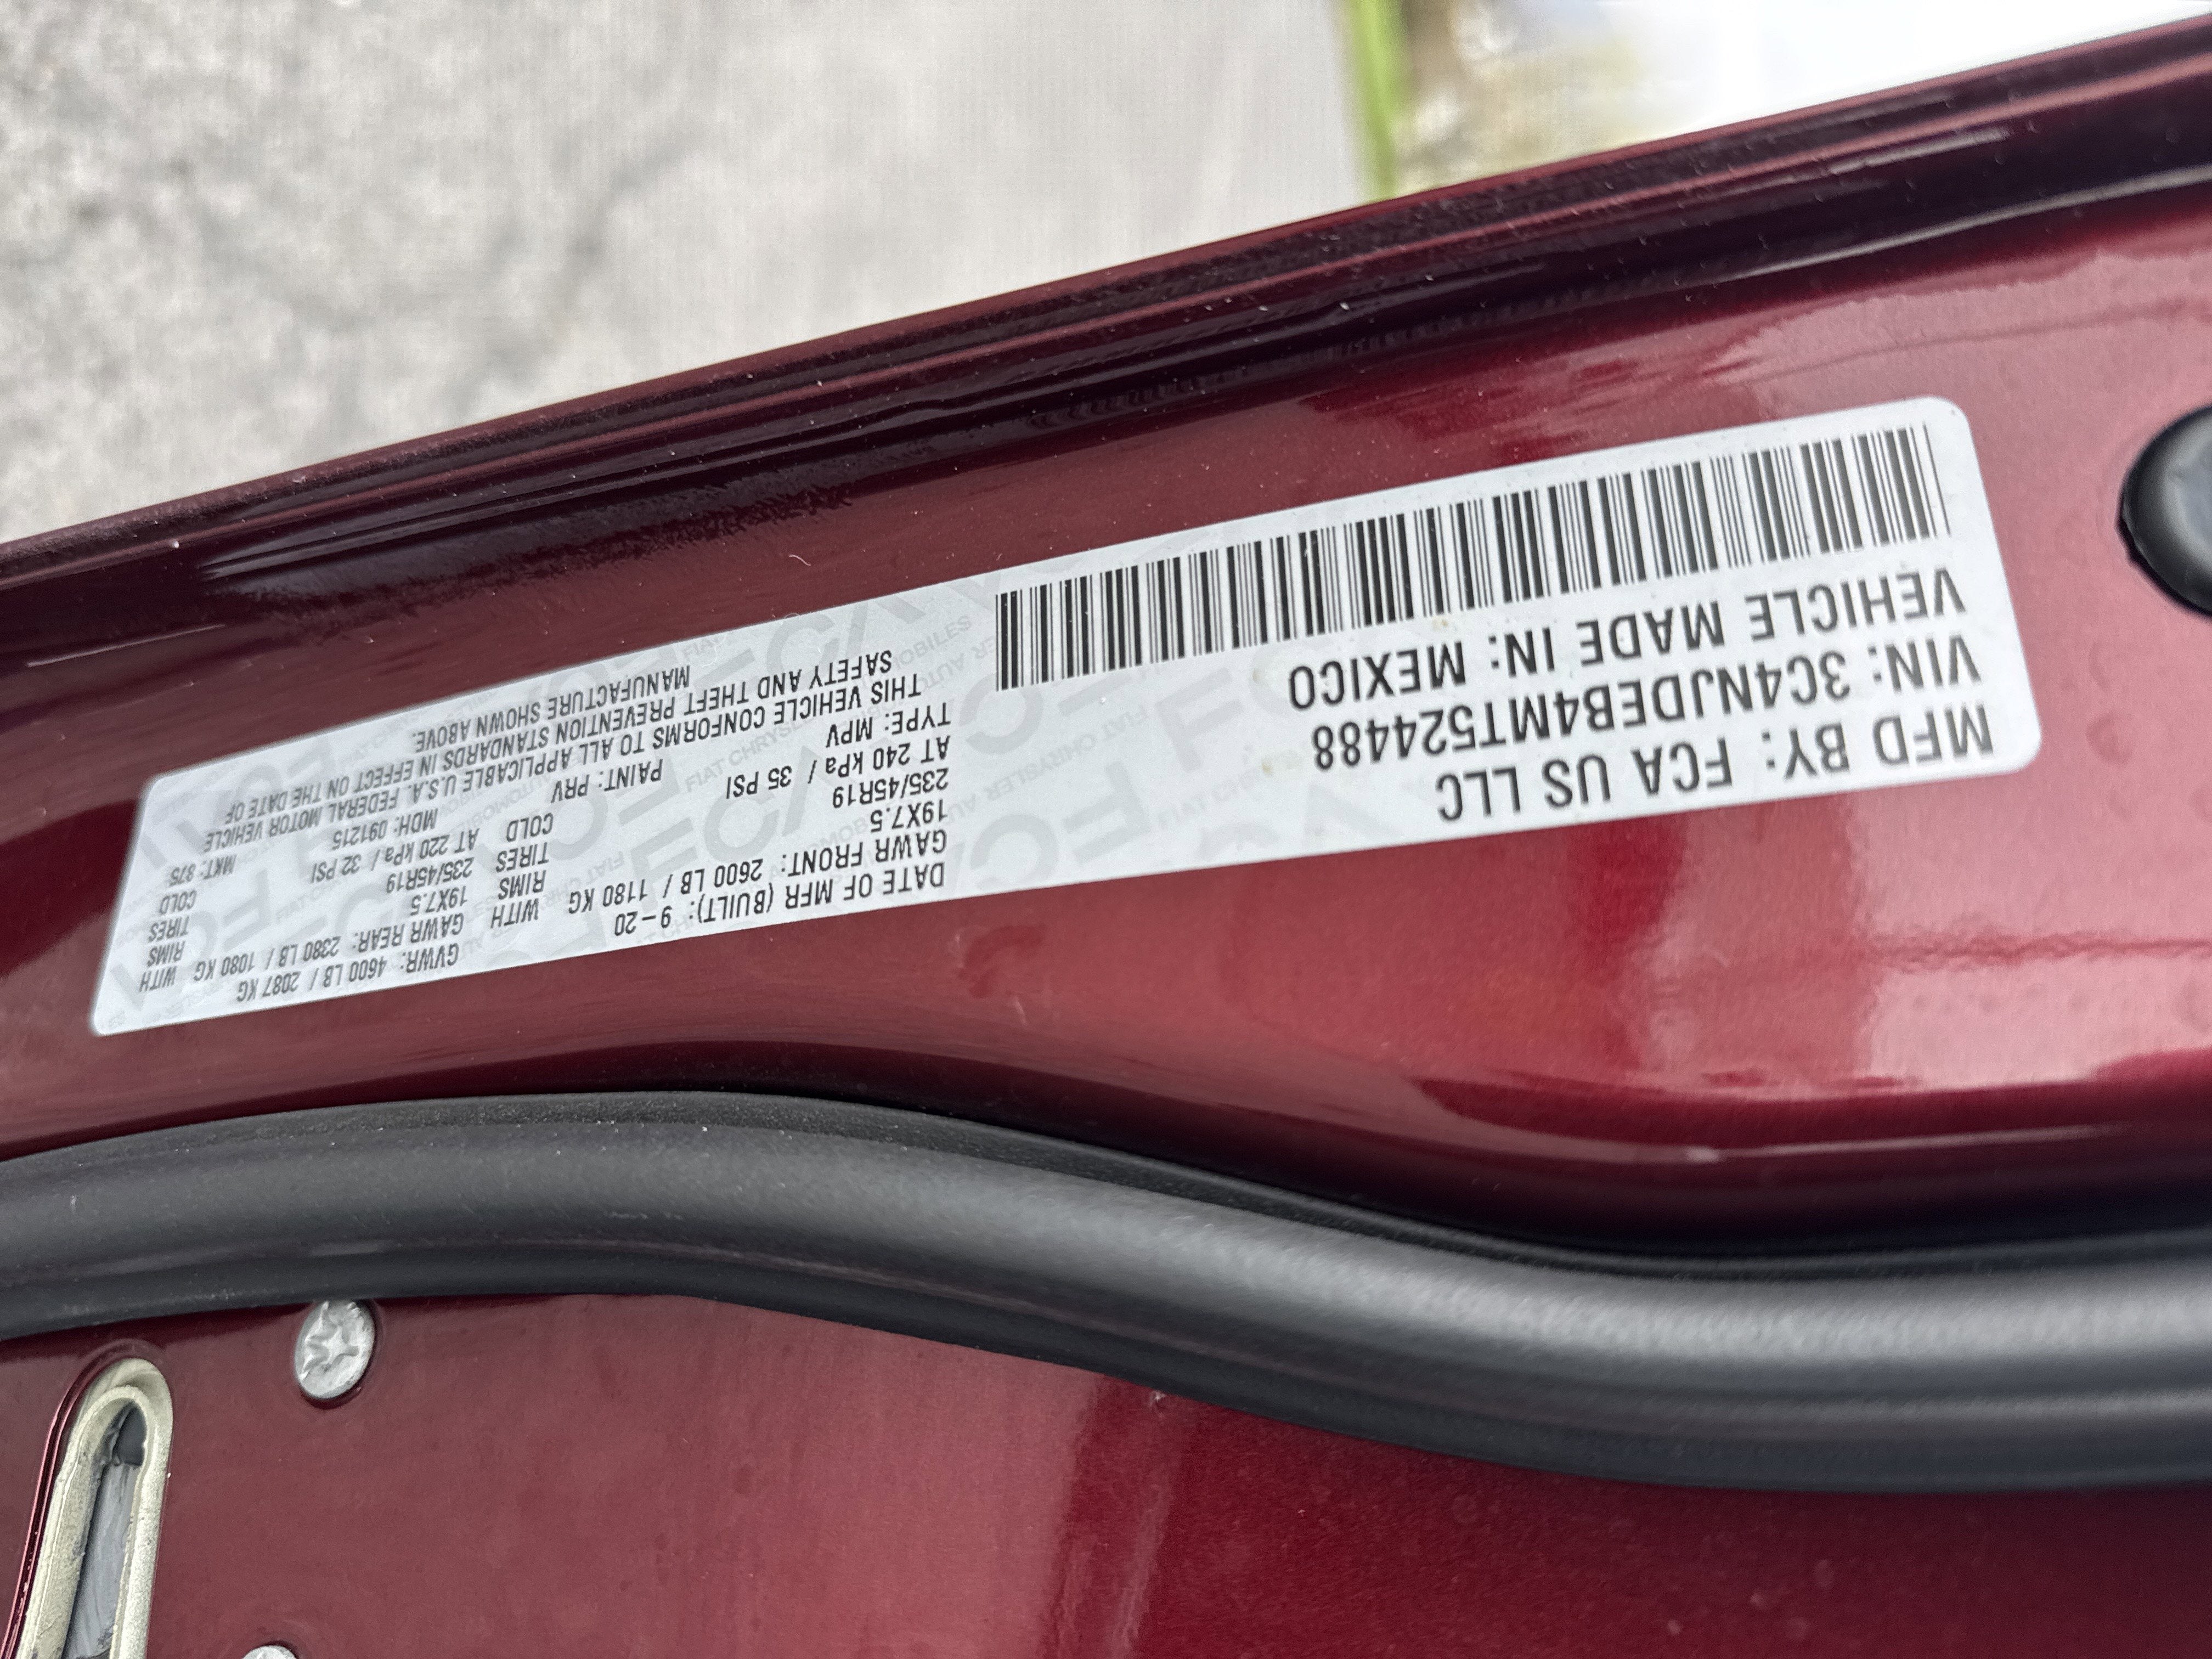 MFD BY: FCA US LLC
VIN: 3C4NJDEB4MT524488
VEHICLE MADE IN: MEXICO
DATE OF MFR (BUILT): 9-20
GVWR: 4600 LB / 2087 KG
GAWR FRONT: 2600 LB / 1180 KG WITH
GAWR REAR: 2380 LB / 1080 KG WITH
19X7.5 RIMS
19X7.5 RIMS
235/45R19 TIRES
235/45R19 TIRES
AT 240 kPa / 35 PSI COLD
AT 220 kPa / 32 PSI COLD
TYPE: MPV PAINT: PRV MDH: 091215 MKT: 875
THIS VEHICLE CONFORMS TO ALL APPLICABLE U.S.A. FEDERAL MOTOR VEHICLE
SAFETY AND THEFT PREVENTION STANDARDS IN EFFECT ON THE DATE OF
MANUFACTURE SHOWN ABOVE.